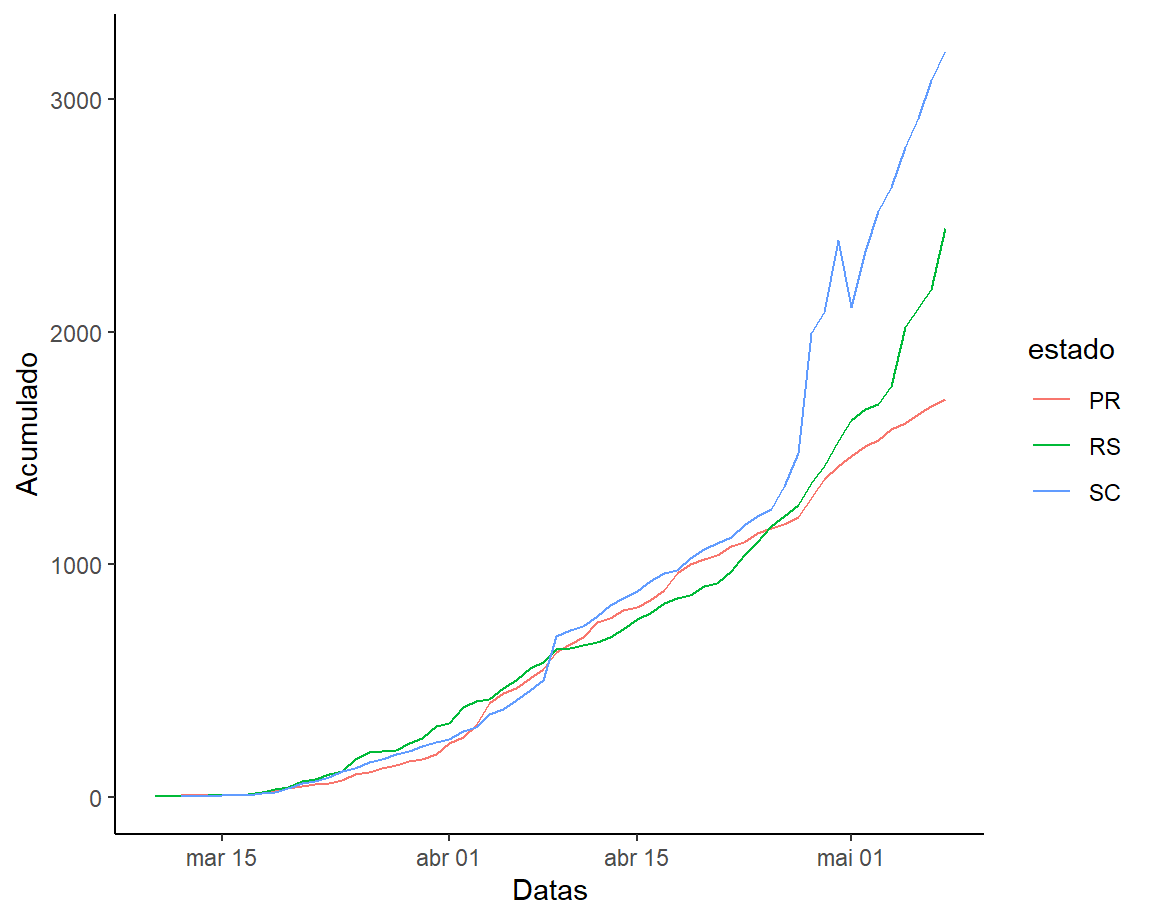 3000
2000
1000
0
Acumulado
mar 15
abr 01
abr 15
mai 01
Datas
estado
PR
RS
SC